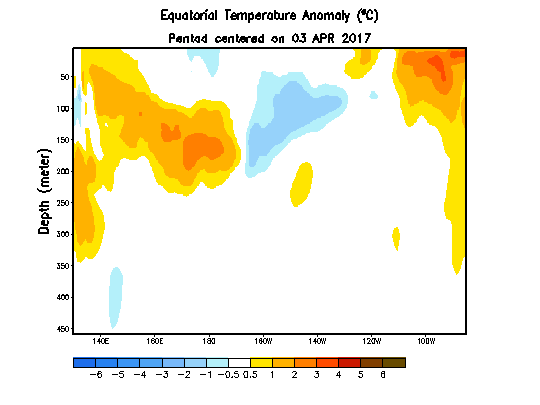 Equatorial Temperature Anomaly (°C)
Pentad centered on 03 APR 2017
Depth (meter)
50
100
150
200
250
300
350
400
450
140E 160E 180 160W 140W 120W 100W
-6 -5 -4 -3 -2 -1 -0.5 0.5 1 2 3 4 5 6